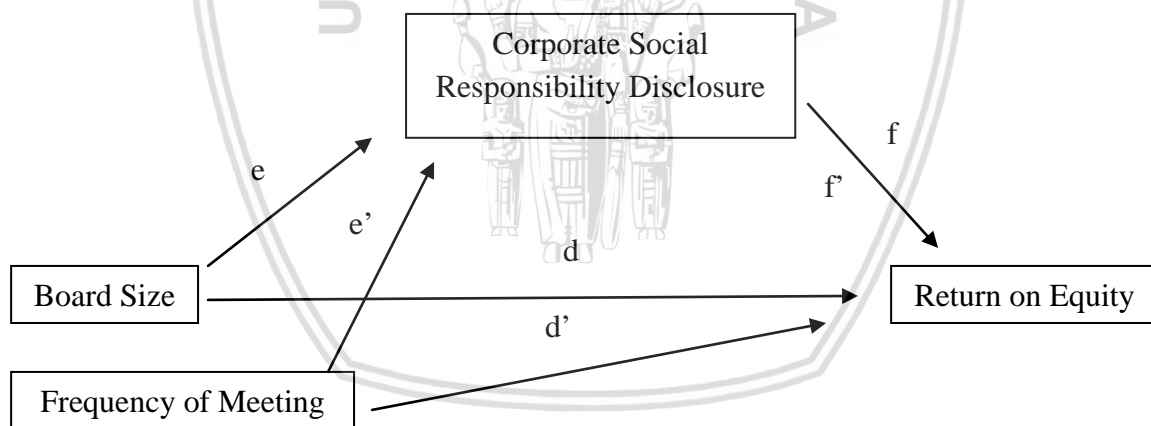 U
A
Corporate Social
Responsibility Disclosure
f
e
f’
e’
d
Board Size
Return on Equity
d’
Frequency of Meeting